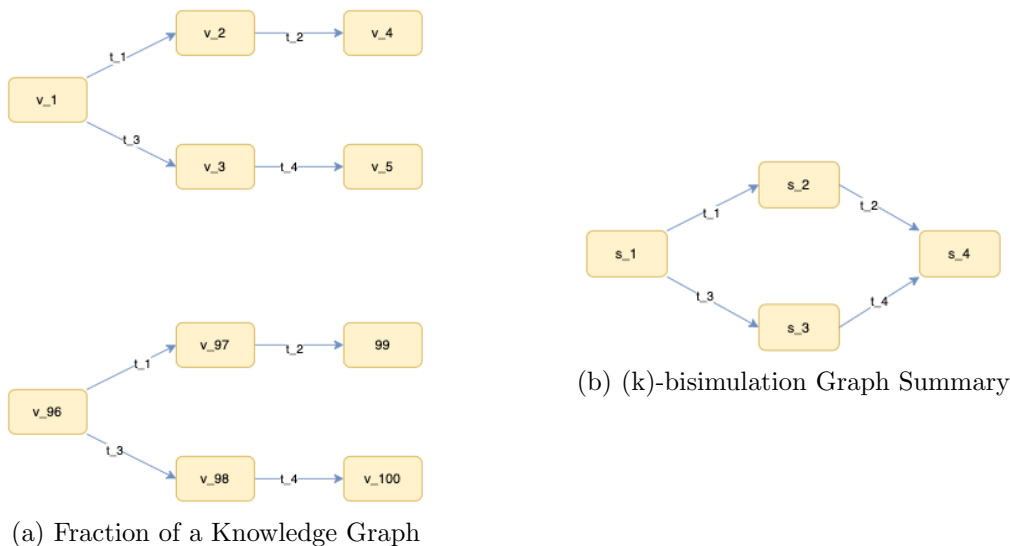 v_2
t_2
v_4
t_1
v_1
t_3
v_3
t_4
v_5
v_97
t_2
99
t_1
v_96
t_3
v_98
t_4
v_100
(a) Fraction of a Knowledge Graph
s_2
t_1
t_2
s_1
s_4
t_3
t_4
s_3
(b) (k)-bisimulation Graph Summary